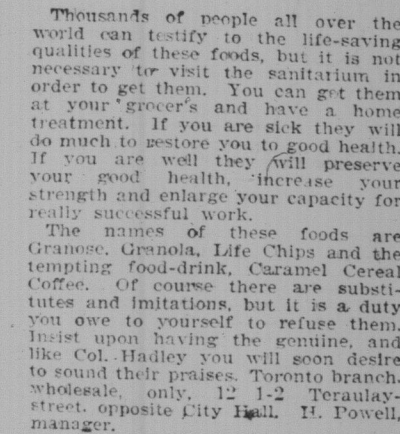 Thousands of people all over the
world can testify to the life-saving
qualities of these foods, but it is not
necessary to visit the sanitarium in
order to get them. You can get them
at your grocer's and have a home
treatment. If you are sick they will
do much to restore you to good health.
If you are well they will preserve
your good health, increase your
strength and enlarge your capacity for
really successful work.
The names of these foods are
Granose, Granola, Life Chips and the
tempting food-drink, Caramel Cereal
Coffee. Of course there are substi-
tutes and imitations, but it is a duty
you owe to yourself to refuse them.
Insist upon having the genuine, and
like Col. Hadley you will soon desire
to sound their praises. Toronto branch,
wholesale, only, 12 1-2 Teraulay-
street, opposite City Hall. H. Powell,
manager.